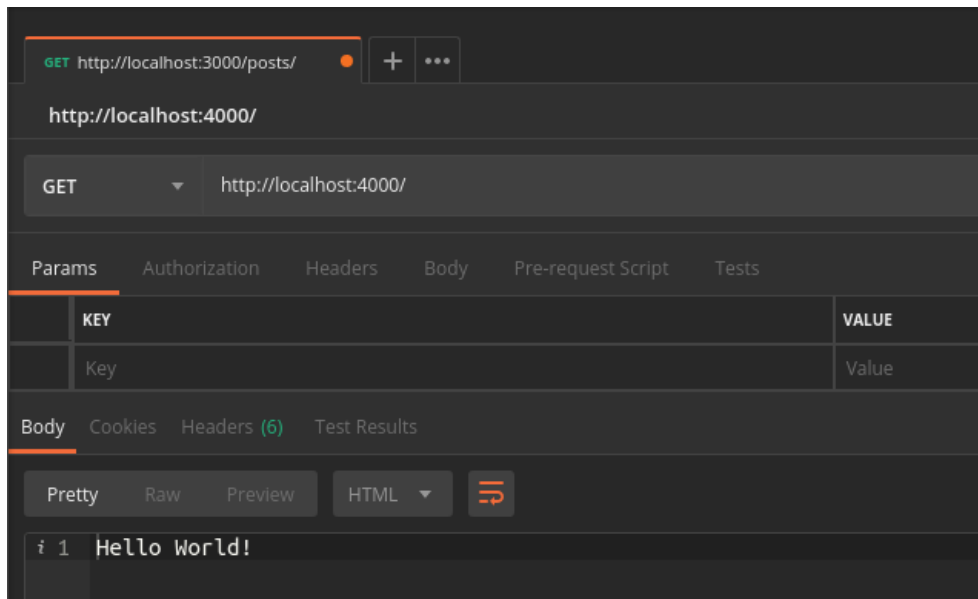 GET http://localhost:3000/posts/
http://localhost:4000/
GET http://localhost:4000/
Params Authorization Headers Body Pre-request Script Tests
KEY VALUE
Key Value
Body Cookies Headers (6) Test Results
Pretty Raw Preview HTML
i 1 Hello World!